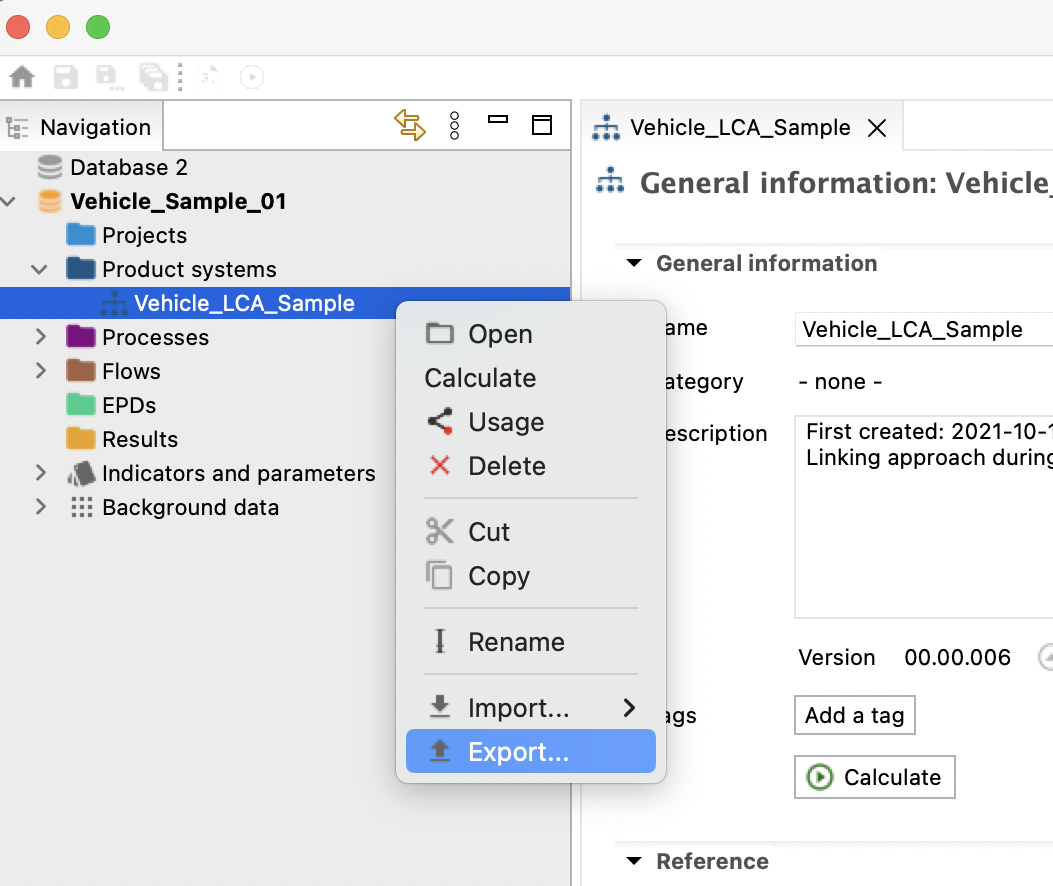 Navigation
Database 2
Vehicle_Sample_01
Projects
Product systems
Vehicle_LCA_Sample
Processes
Flows
EPDs
Results
Indicators and parameters
Background data
Open
Calculate
Usage
Delete
Cut
Copy
Rename
Import...
Export...
Vehicle_LCA_Sample
General information: Vehicle_
General information
ame
Vehicle_LCA_Sample
ategory
- none -
escription
First created: 2021-10-1
Linking approach during
Version
00.00.006
ags
Add a tag
Calculate
Reference